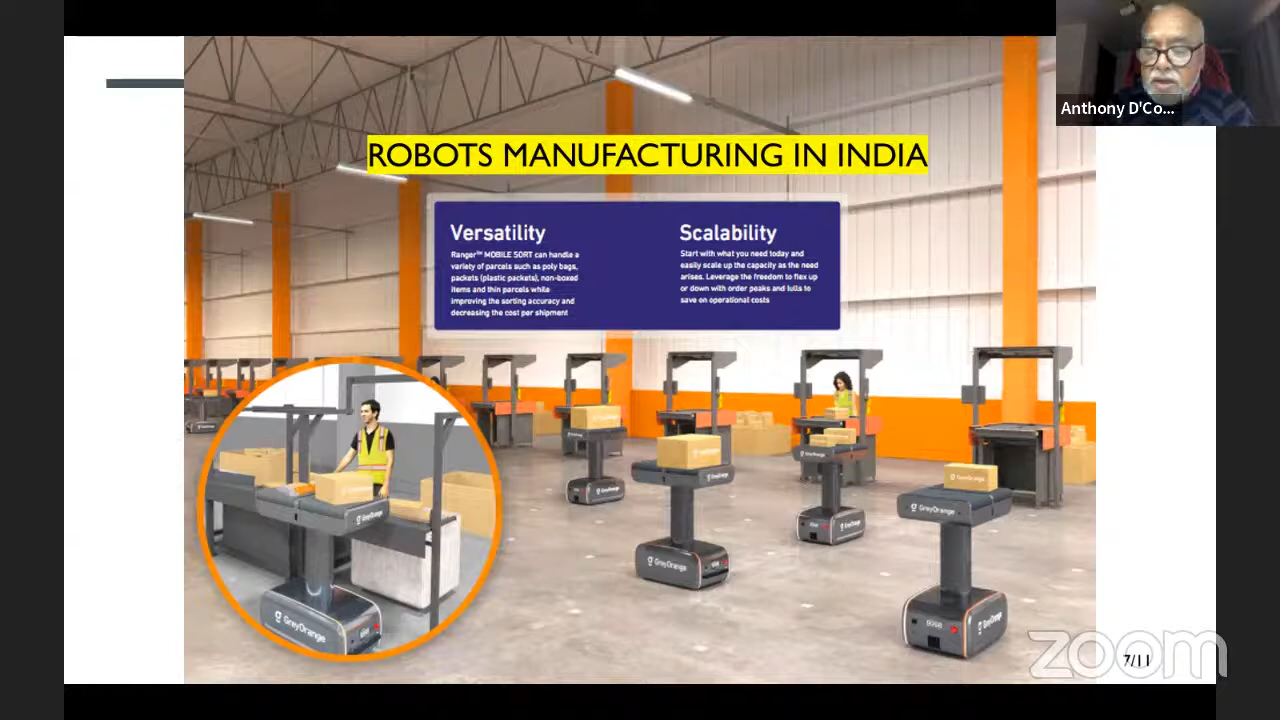 Anthony D'Co...
ROBOTS MANUFACTURING IN INDIA
Versatility
Ranger™ MOBILE SORT can handle a
variety of parcels such as poly bags,
packets (plastic packets), non-boxed
items and thin parcels while
improving the sorting accuracy and
decreasing the cost per shipment
Scalability
Start with what you need today and
easily scale up the capacity as the need
arises. Leverage the freedom to flex up
or down with order peaks and lulls to
save on operational costs
GreyOrange
GreyOrange
GreyOrange
GreyOrange
GreyOrange
GreyOrange
GreyOrange
zoom
7/11